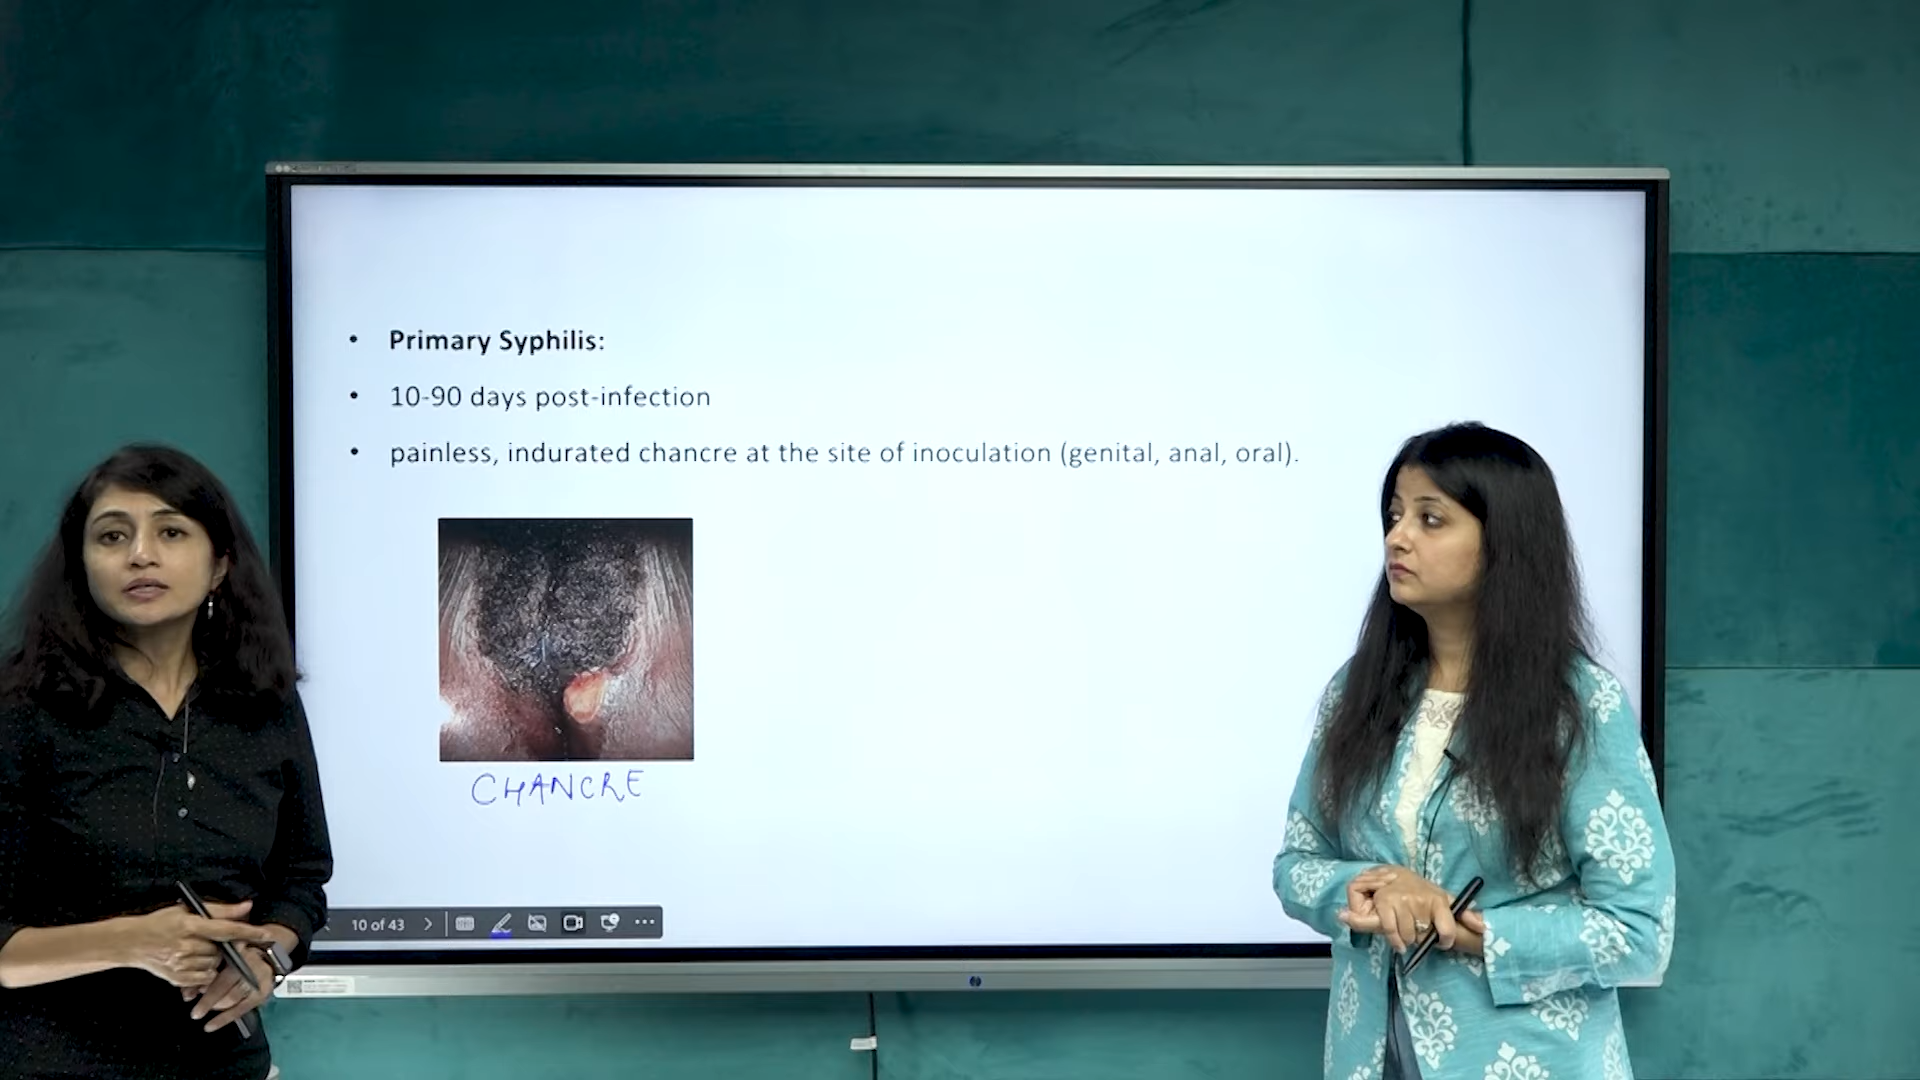 • Primary Syphilis:
• 10-90 days post-infection
• painless, indurated chancre at the site of inoculation (genital, anal, oral).
CHANCRE
10 of 43